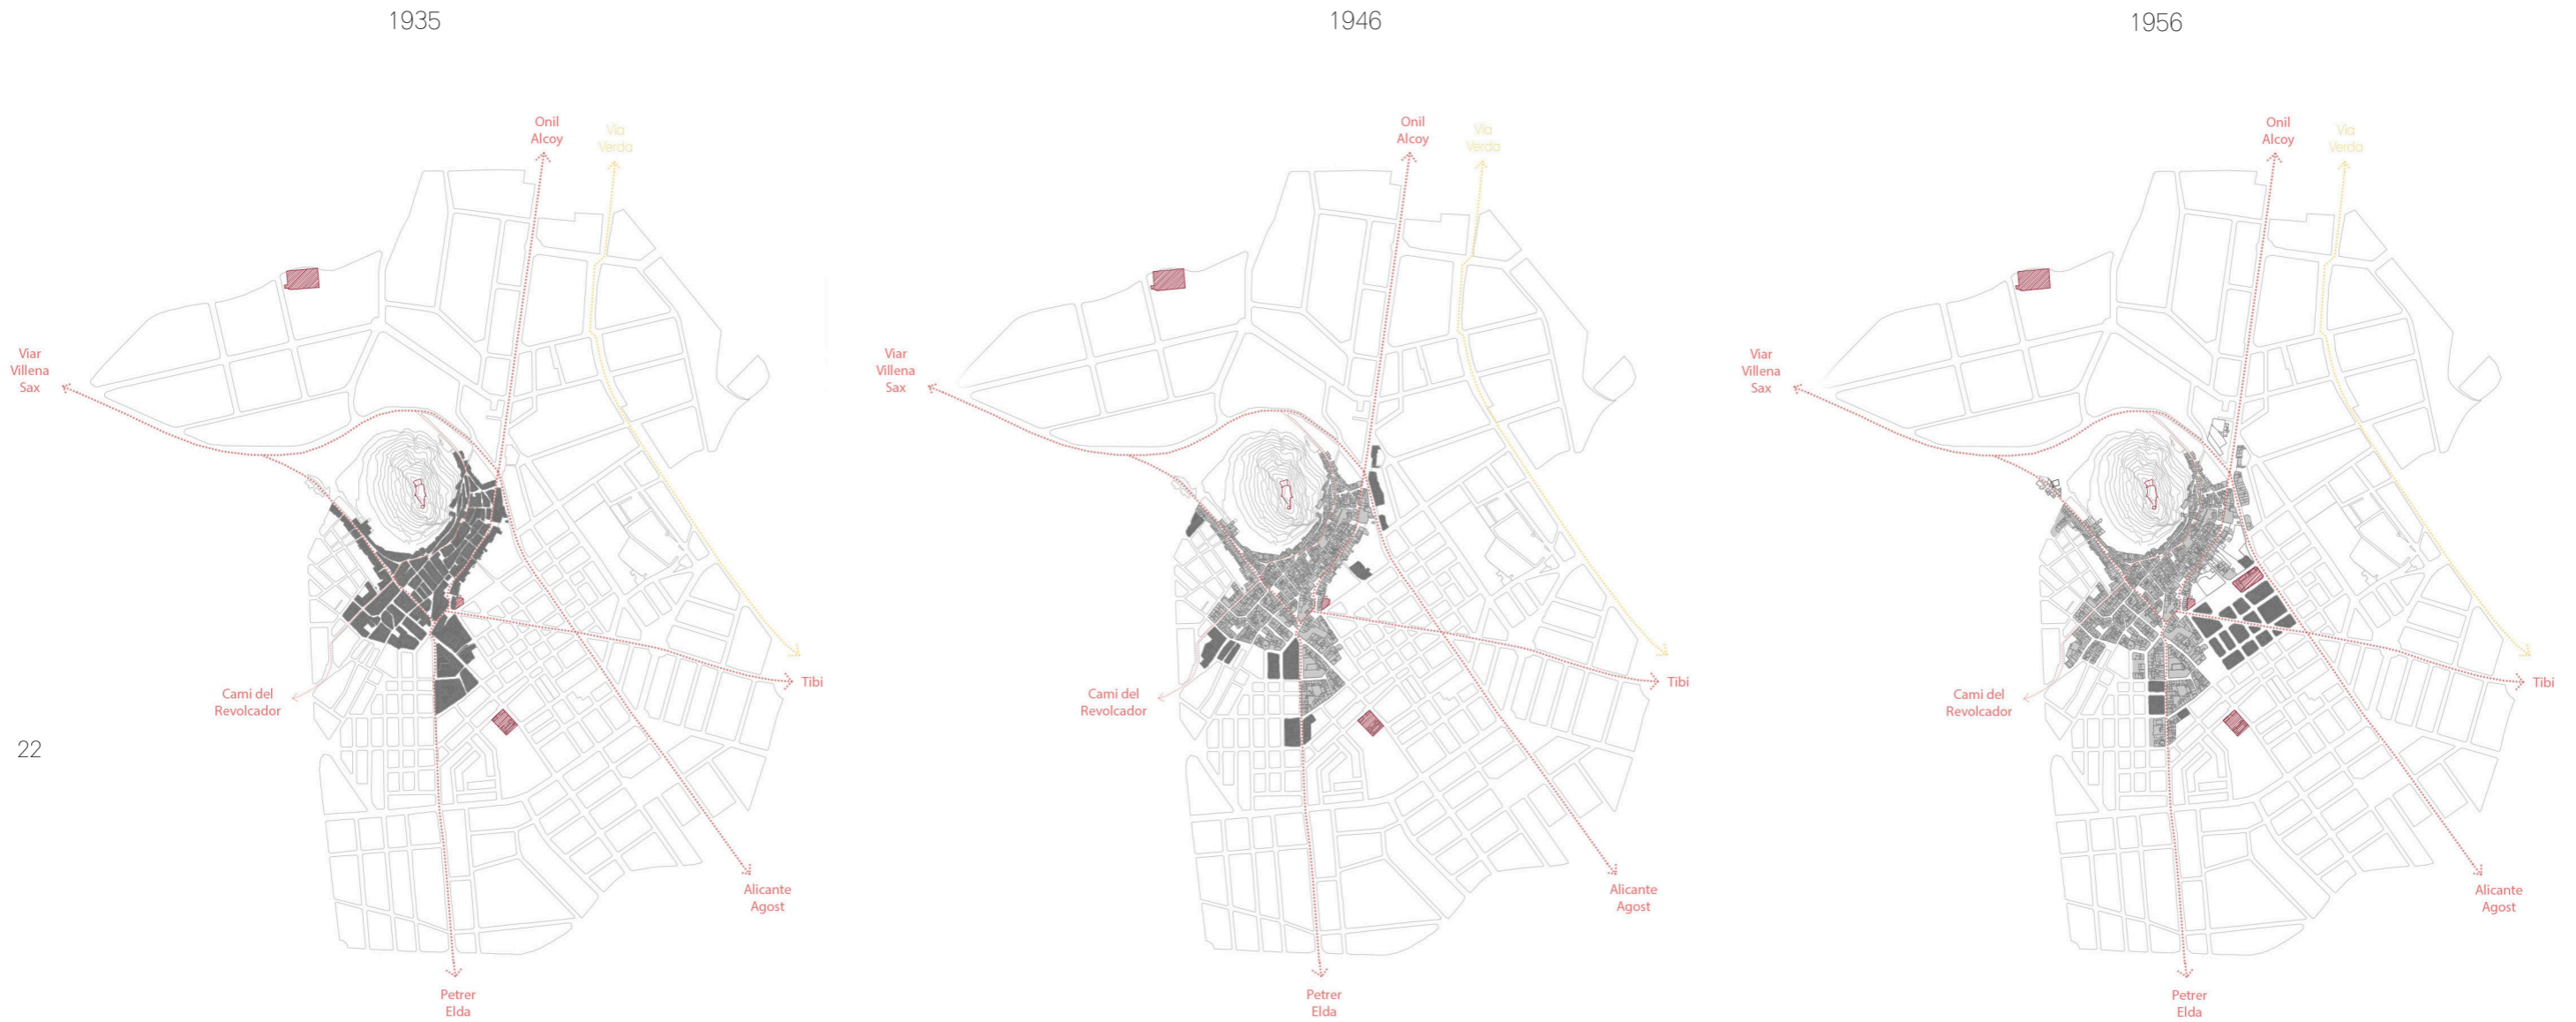 1935
Onil
Alcoy
Via
Verda
Viar
Villena
Sax
Cami del
Revolcador
Tibi
Alicante
Agost
Petrer
Elda
1946
Onil
Alcoy
Via
Verda
Viar
Villena
Sax
Cami del
Revolcador
Tibi
Alicante
Agost
Petrer
Elda
1956
Onil
Alcoy
Via
Verda
Viar
Villena
Sax
Cami del
Revolcador
Tibi
Alicante
Agost
Petrer
Elda
22